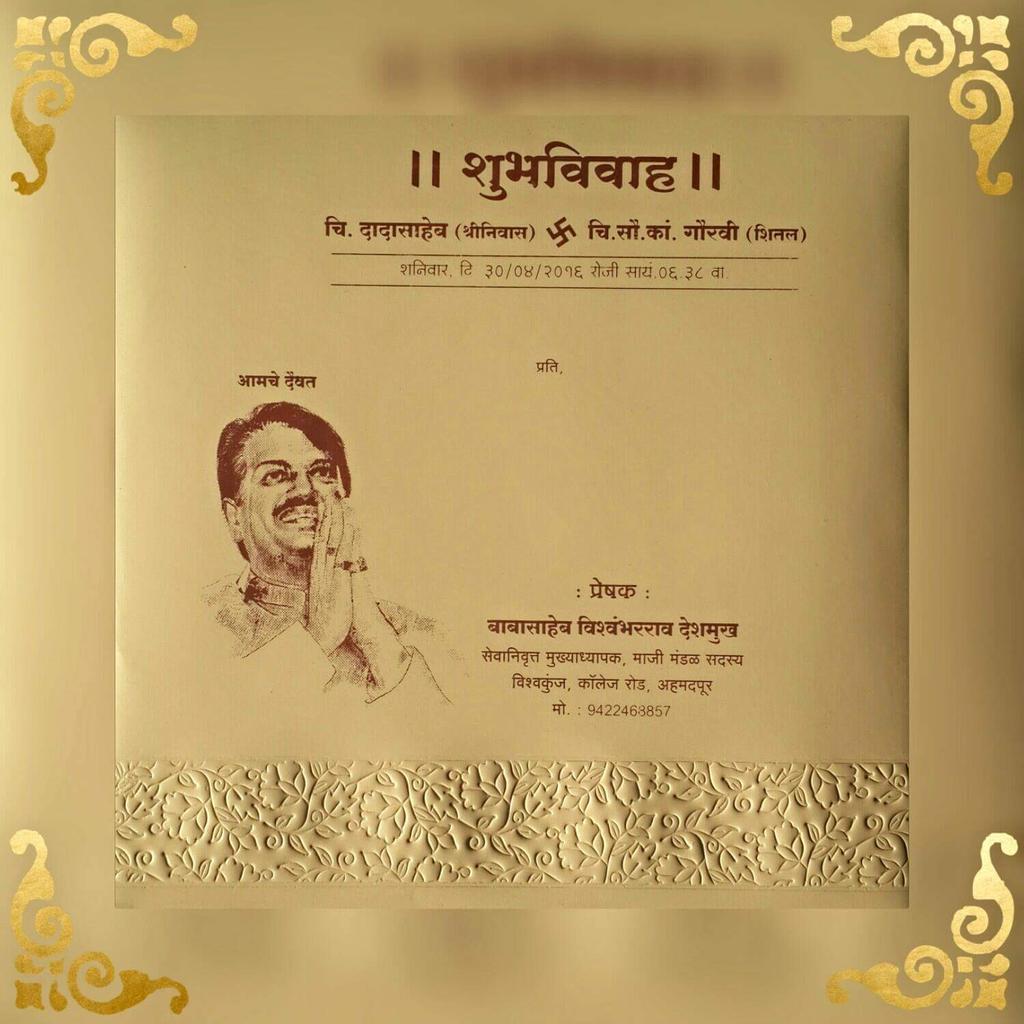 ॥ शुभविवाह ॥
चि. दादासाहेब (श्रीनिवास) 卐 चि.सौ.कां. गौरवी (शितल)
शनिवार, दि ३०/०४/२०१६ रोजी सायं.०६.३८ वा.
प्रति,
आमचे दैवत
: प्रेषक :
बाबासाहेब विश्वंभरराव देशमुख
सेवानिवृत्त मुख्याध्यापक, माजी मंडळ सदस्य
विश्वकुंज, कॉलेज रोड, अहमदपूर
मो. : 9422468857